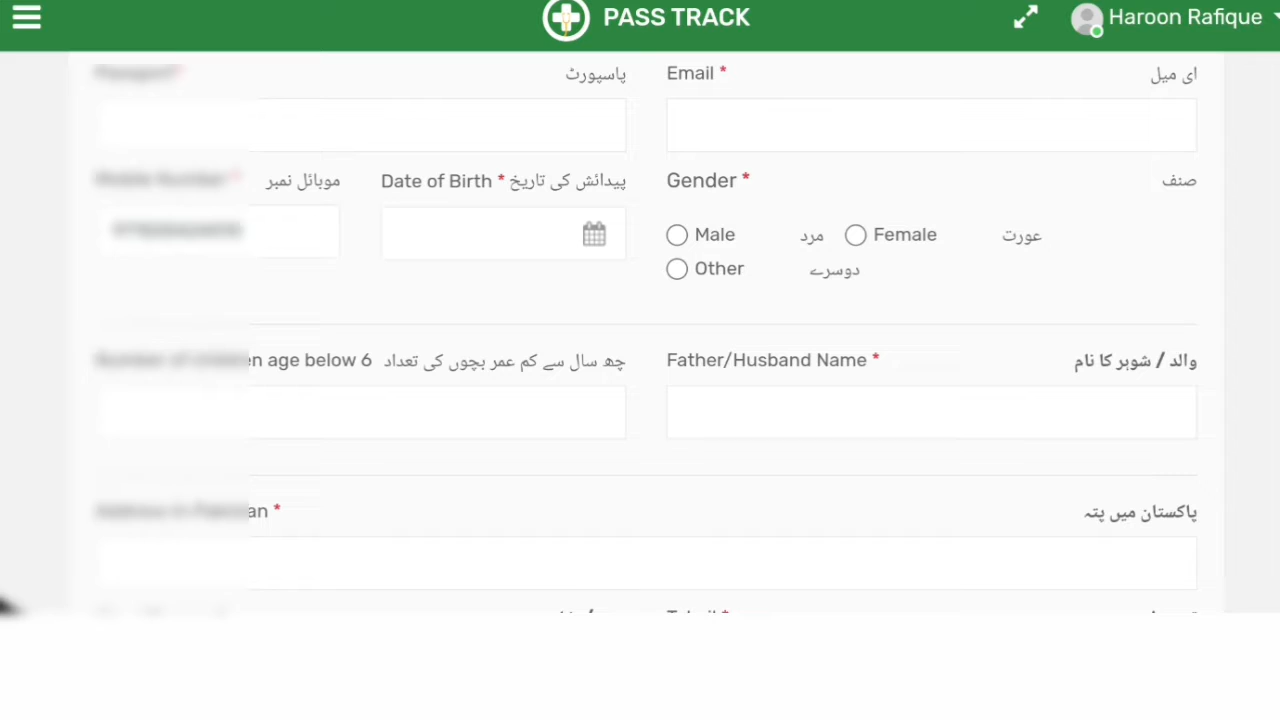 PASS TRACK Haroon Rafique
پاسپورٹ Email * ای میل
موبائل نمبر Date of Birth * پیدائش کی تاریخ Gender * صنف
Male مرد Female عورت
Other دوسرے
age below 6 چھ سال سے کم عمر بچوں کی تعداد Father/Husband Name * والد / شوہر کا نام
* پاکستان میں پتہ